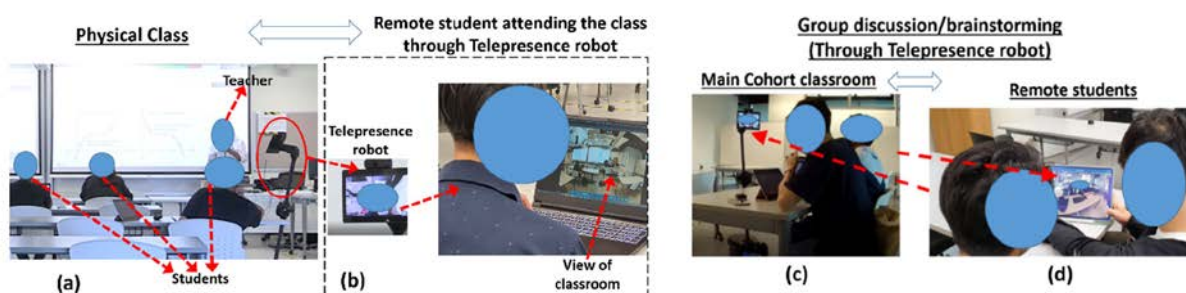 Physical Class
Remote student attending the class
through Telepresence robot
Teacher
Telepresence
robot
Students
View of
classroom
(a)
(b)
Group discussion/brainstorming
(Through Telepresence robot)
Main Cohort classroom
Remote students
(c)
(d)